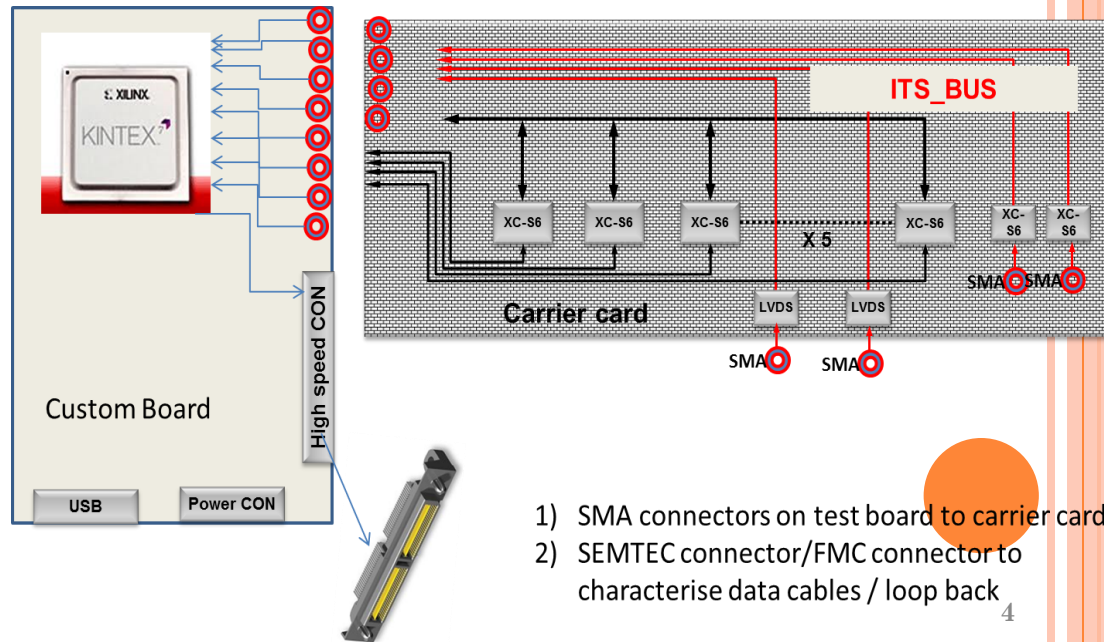 XILINX
KINTEX 7
Custom Board
High speed CON
USB
Power CON
ITS_BUS
XC-S6
XC-S6
XC-S6
X 5
XC-S6
XC-
S6
XC-
S6
SMA
SMA
LVDS
LVDS
Carrier card
SMA
SMA
1) SMA connectors on test board to carrier card
2) SEMTEC connector/FMC connector to
characterise data cables / loop back
4